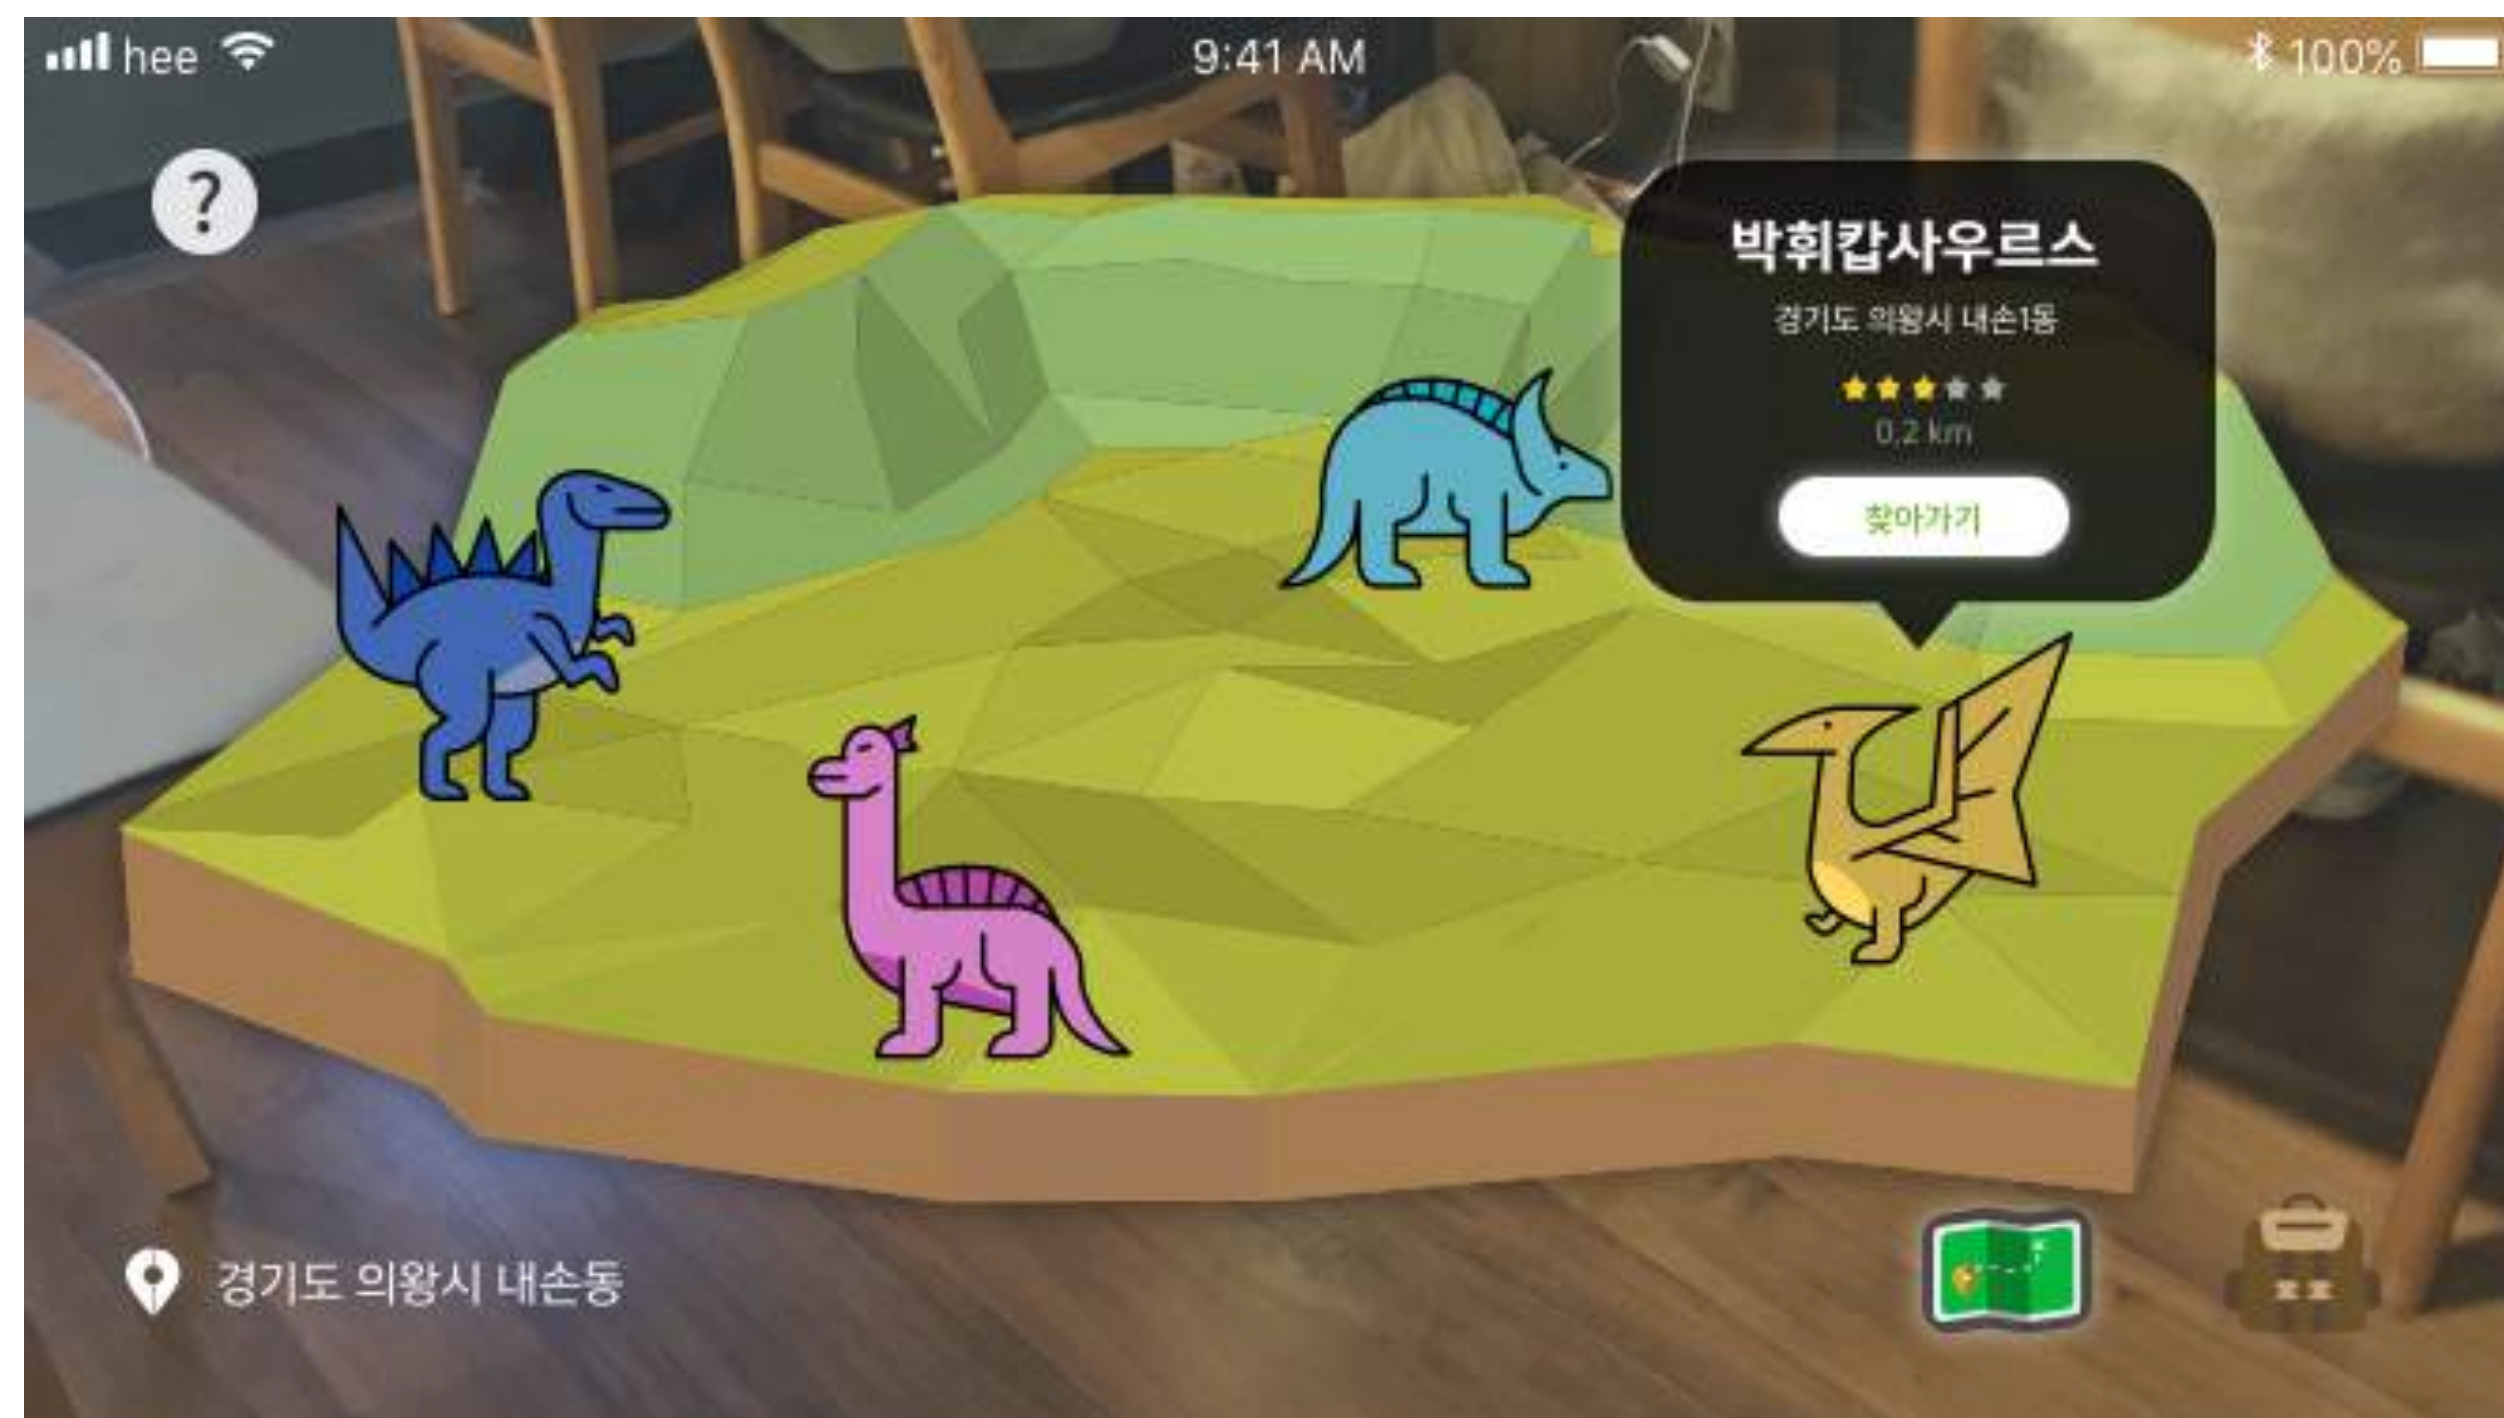 hee
9:41 AM
100%
?
박휘캅사우르스
경기도 의왕시 내손1동
0,2 km
찾아가기
경기도 의왕시 내손동